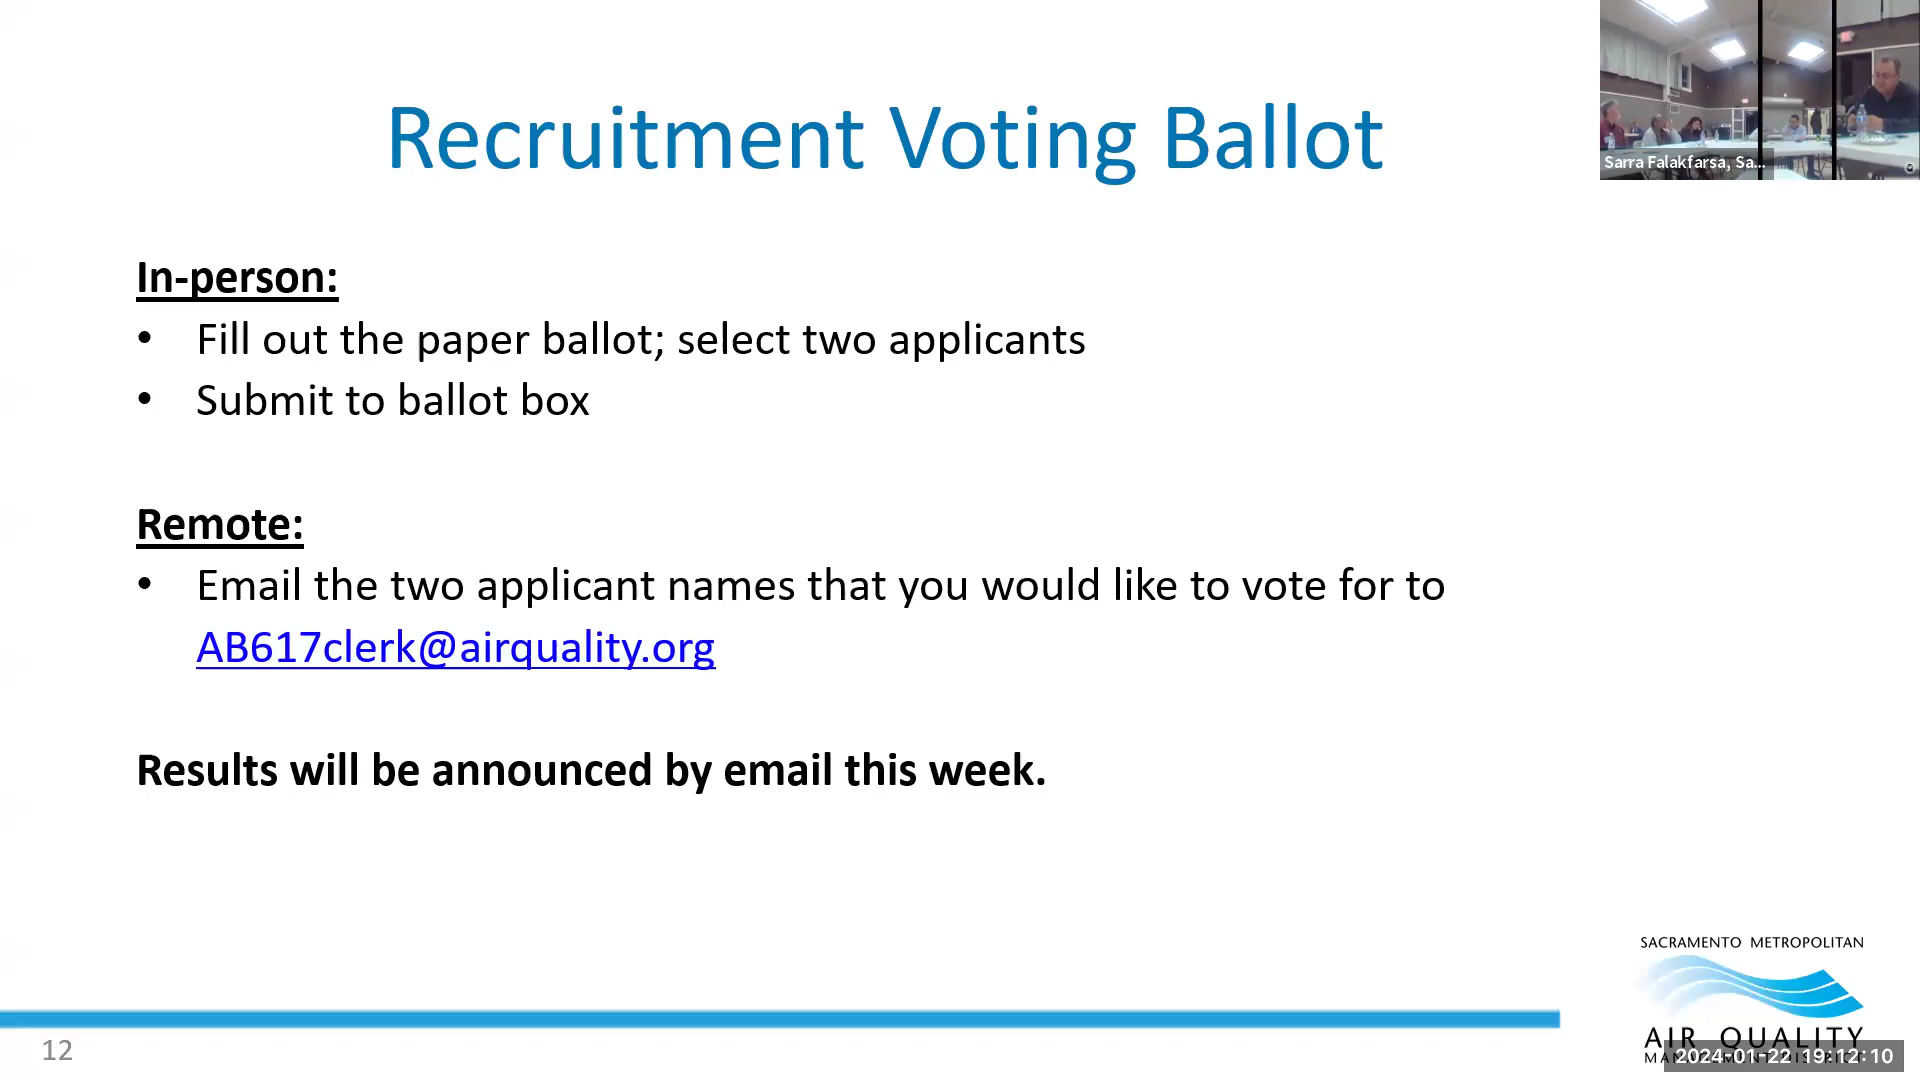 Recruitment Voting Ballot
Sarra Falakfarsa, Sa...
In-person:
• Fill out the paper ballot; select two applicants
• Submit to ballot box
Remote:
• Email the two applicant names that you would like to vote for to
AB617clerk@airquality.org
Results will be announced by email this week.
SACRAMENTO METROPOLITAN
AIR QUALITY
12
2024-01-22 19:12:10